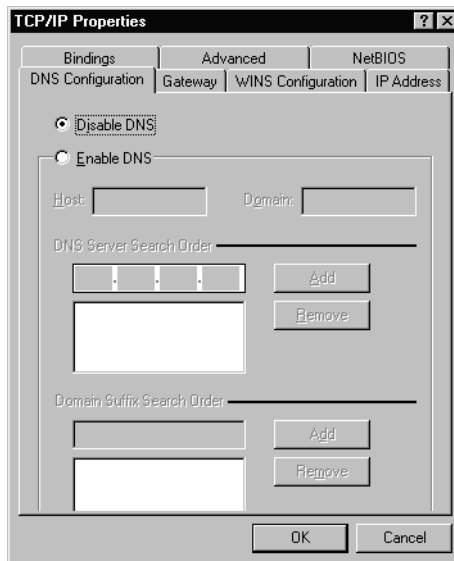 TCP/IP Properties
Bindings Advanced NetBIOS
DNS Configuration Gateway WINS Configuration IP Address
Disable DNS
Enable DNS
Host: Domain:
DNS Server Search Order
. . . Add
Remove
Domain Suffix Search Order
Add
Remove
OK Cancel